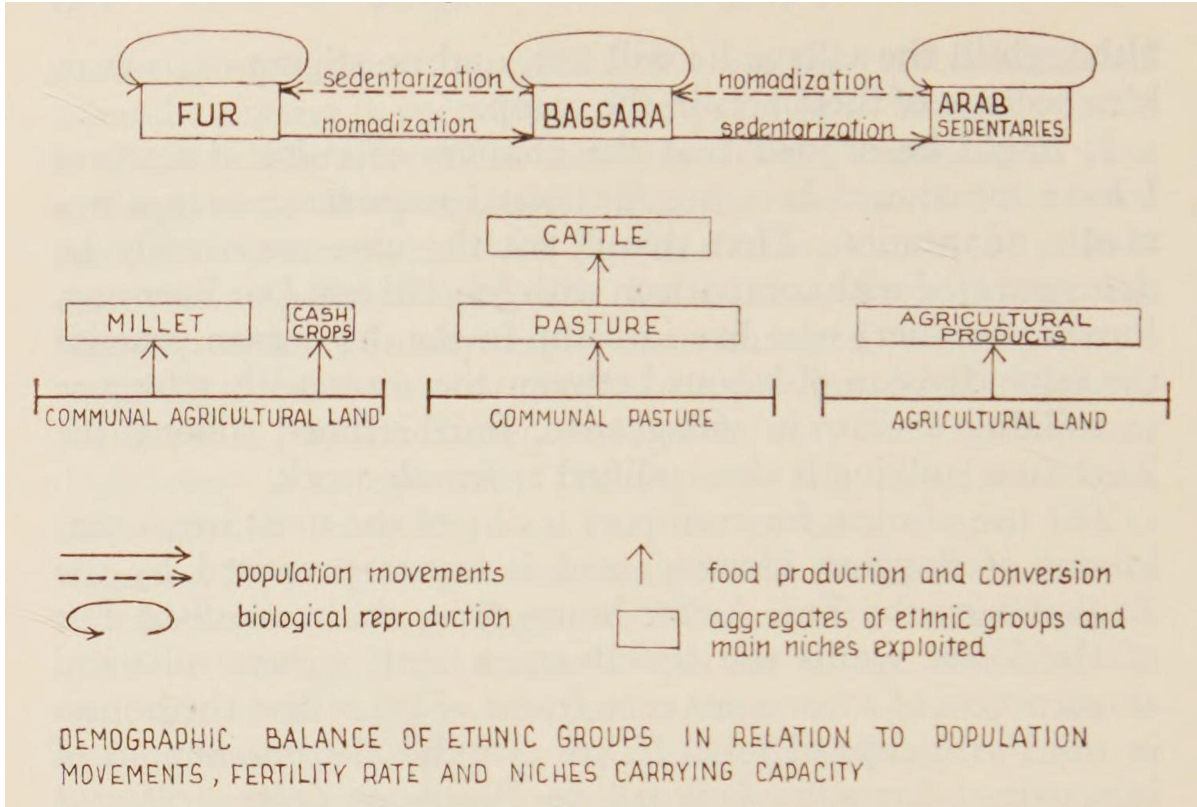 sedentarization
nomadization
FUR
BAGGARA
ARAB
SEDENTARIES
nomadization
sedentarization
CATTLE
MILLET
CASH
CROPS
PASTURE
AGRICULTURAL
PRODUCTS
COMMUNAL AGRICULTURAL LAND
COMMUNAL PASTURE
AGRICULTURAL LAND
population movements
food production and conversion
biological reproduction
aggregates of ethnic groups and
main niches exploited
DEMOGRAPHIC BALANCE OF ETHNIC GROUPS IN RELATION TO POPULATION
MOVEMENTS, FERTILITY RATE AND NICHES CARRYING CAPACITY